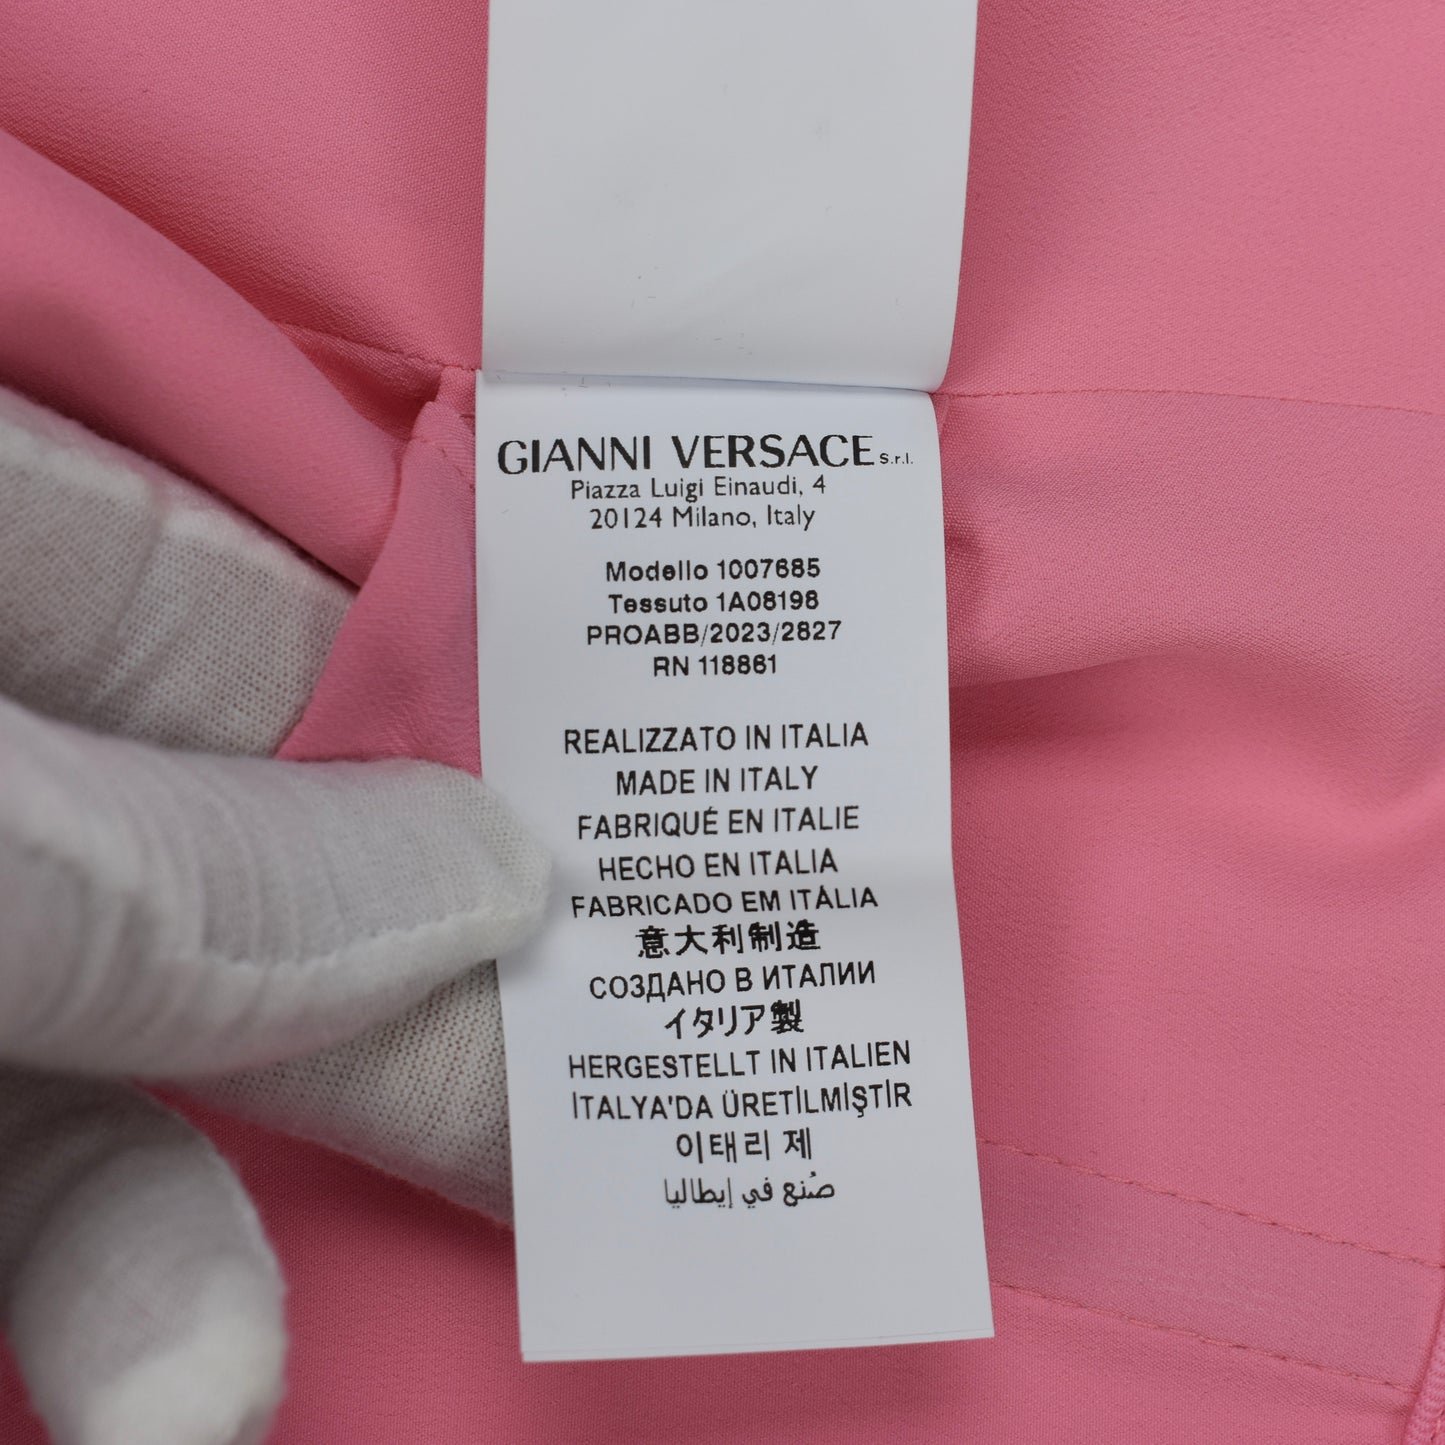 GIANNI VERSACE s.r.l.
Piazza Luigi Einaudi, 4
20124 Milano, Italy
Modello 1007685
Tessuto 1A08198
PROABB/2023/2827
RN 118861
REALIZZATO IN ITALIA
MADE IN ITALY
FABRIQUÉ EN ITALIE
HECHO EN ITALIA
FABRICADO EM ITÁLIA
意大利制造
СОЗДАНО В ИТАЛИИ
イタリア製
HERGESTELLT IN ITALIEN
İTALYA'DA ÜRETİLMİŞTİR
이태리 제
صُنع في إيطاليا